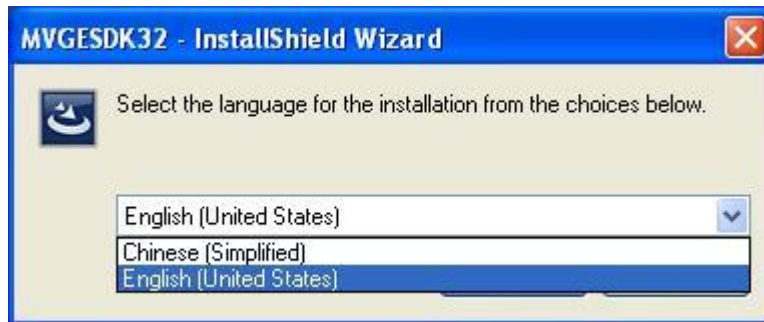 MVGESDK32 - InstallShield Wizard
Select the language for the installation from the choices below.
English (United States)
Chinese (Simplified)
English (United States)